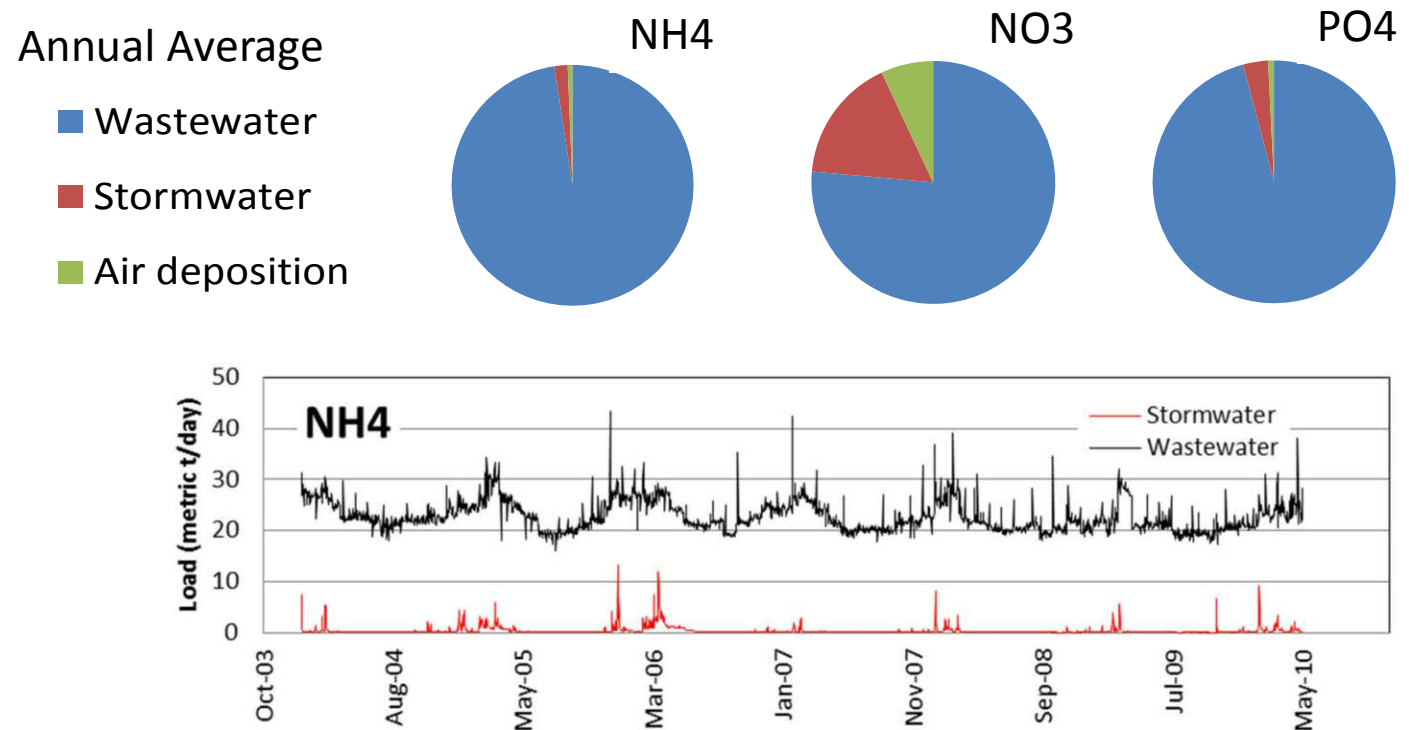 Annual Average
Wastewater
Stormwater
Air deposition
NH4
NO3
PO4
NH4
Stormwater
Wastewater
Load (metric t/day)
50
40
30
20
10
0
Oct-03
Aug-04
May-05
Mar-06
Jan-07
Nov-07
Sep-08
Jul-09
May-10